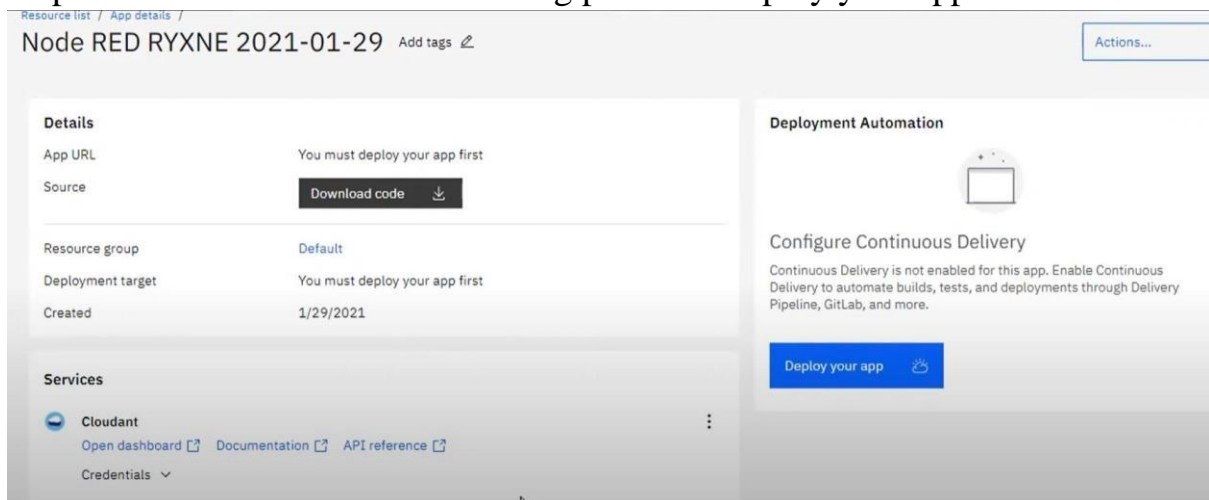 Resource list / App details /
Node RED RYXNE 2021-01-29 Add tags
Actions...
Details
App URL You must deploy your app first
Source Download code
Resource group Default
Deployment target You must deploy your app first
Created 1/29/2021
Services
Cloudant
Open dashboard Documentation API reference
Credentials
Deployment Automation
Configure Continuous Delivery
Continuous Delivery is not enabled for this app. Enable Continuous
Delivery to automate builds, tests, and deployments through Delivery
Pipeline, GitLab, and more.
Deploy your app